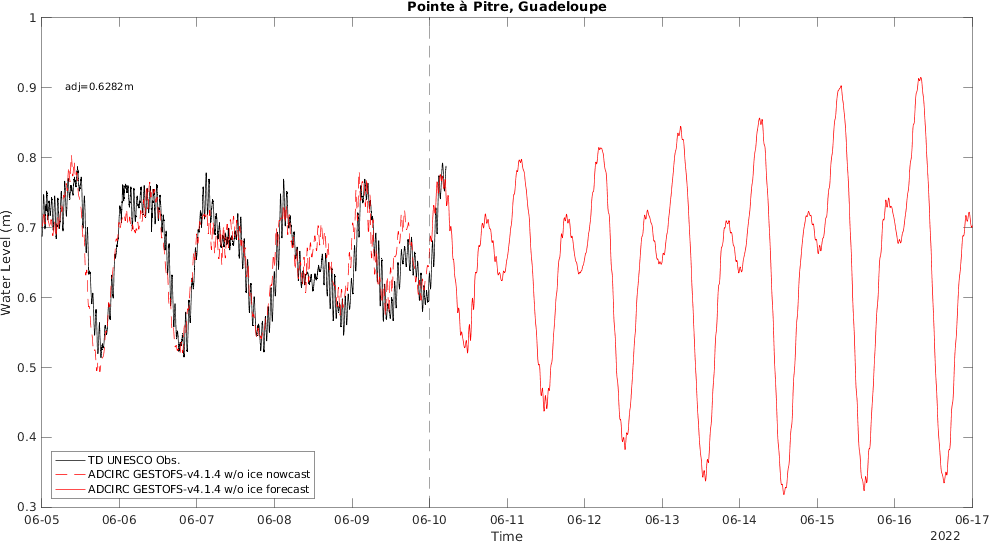 Pointe à Pitre, Guadeloupe
adj=0.6282m
Water Level (m)
1
0.9
0.8
0.7
0.6
0.5
0.4
0.3
TD UNESCO Obs.
ADCIRC GESTOFS-v4.1.4 w/o ice nowcast
ADCIRC GESTOFS-v4.1.4 w/o ice forecast
06-05 06-06 06-07 06-08 06-09 06-10 06-11 06-12 06-13 06-14 06-15 06-16 06-17
Time
2022